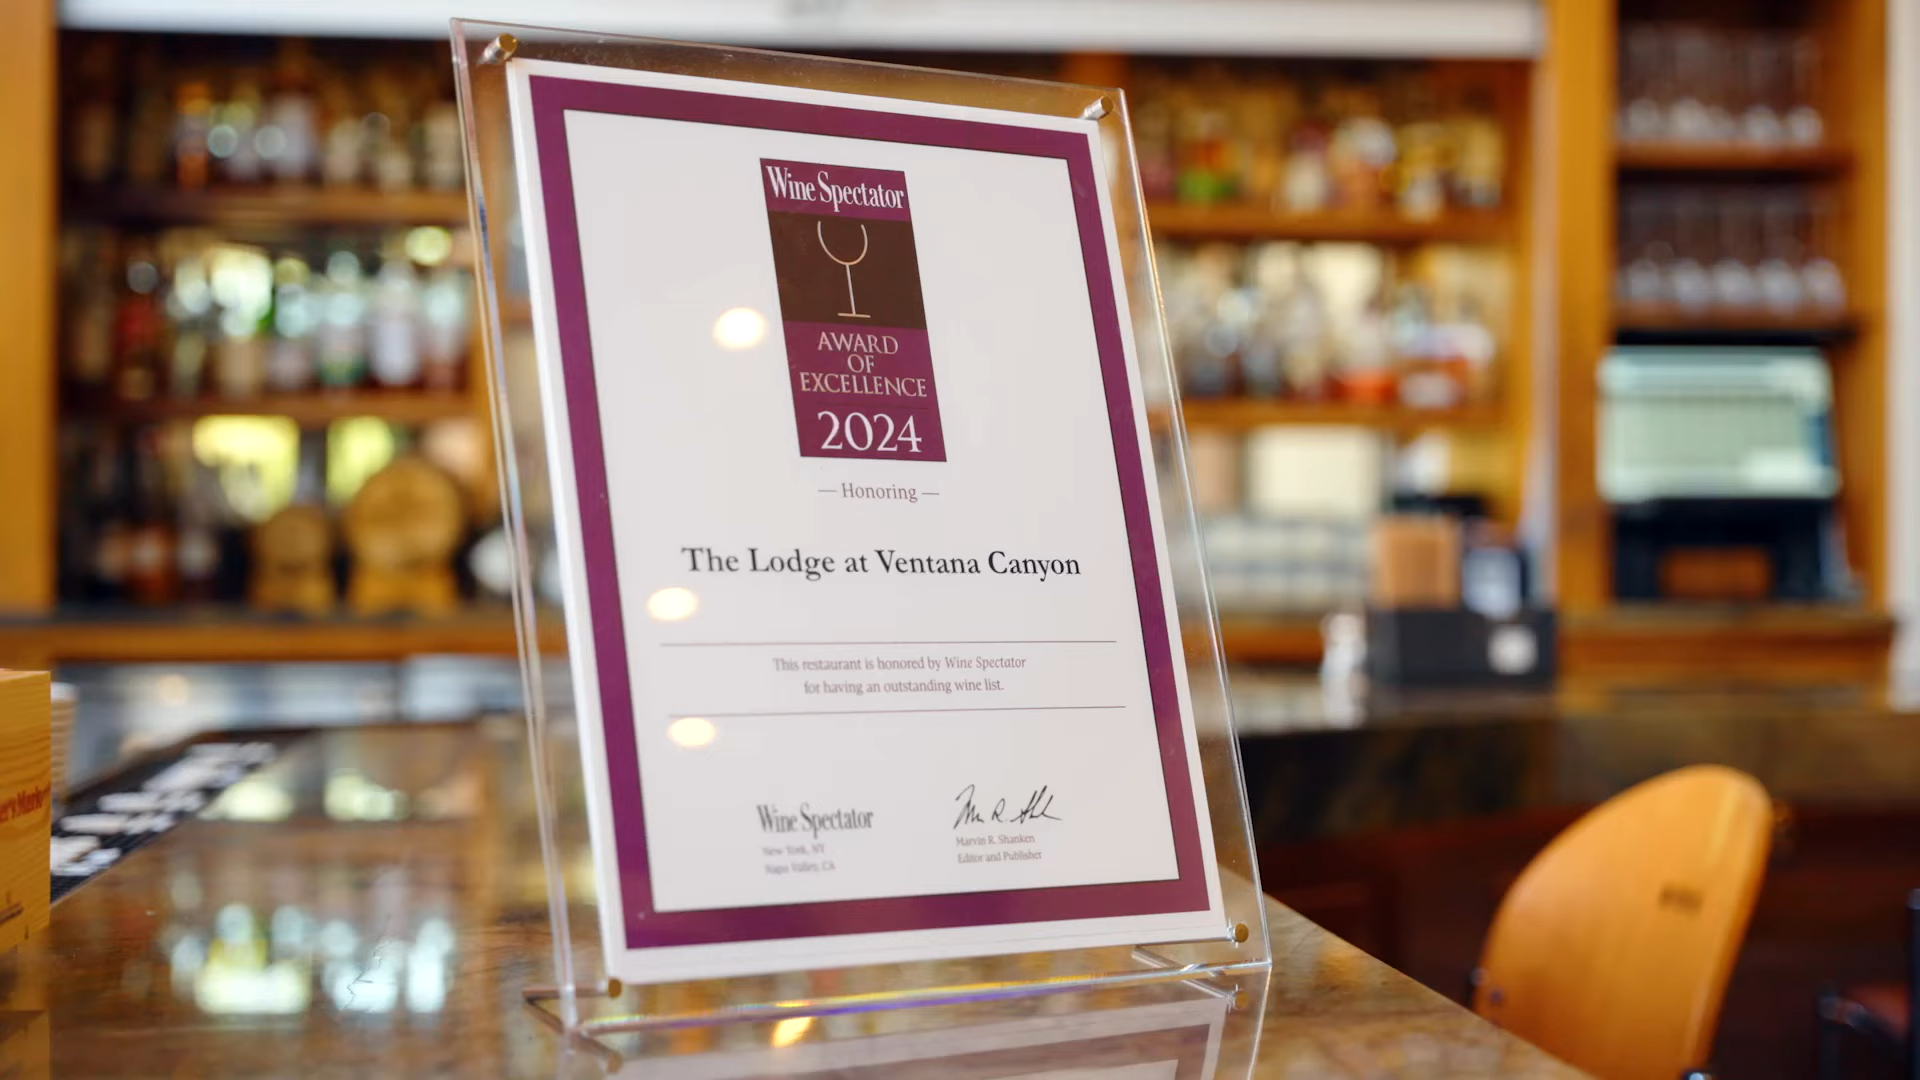 Wine Spectator
AWARD
OF
EXCELLENCE
2024
— Honoring —
The Lodge at Ventana Canyon
This restaurant is honored by Wine Spectator
for having an outstanding wine list.
Wine Spectator
New York, NY
Napa Valley, CA
Marvin R. Shanken
Editor and Publisher